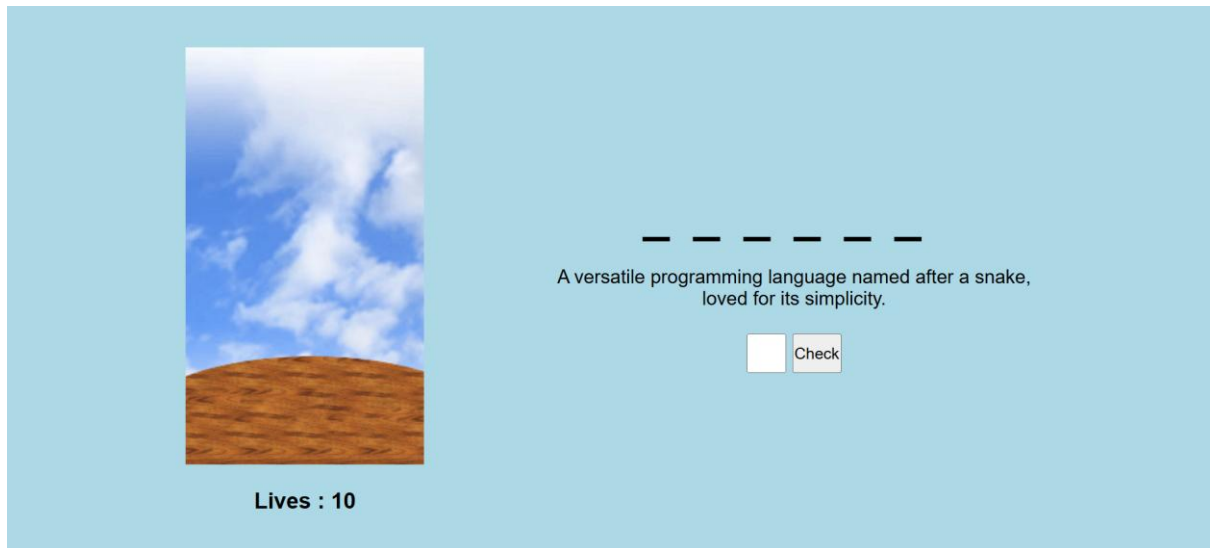 _ _ _ _ _ _
A versatile programming language named after a snake,
loved for its simplicity.
Check
Lives : 10